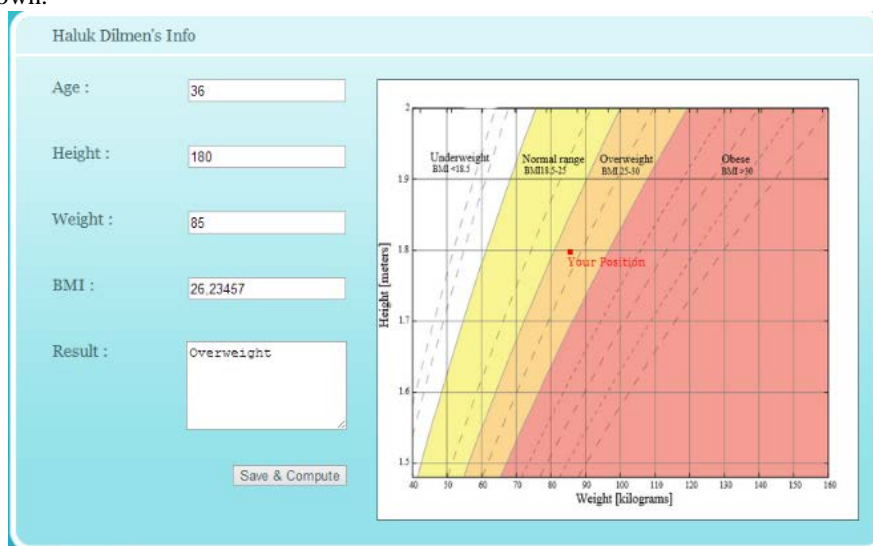 own.
Haluk Dilmen's Info
Age :
36
Height :
180
Weight :
85
BMI :
26,23457
Result :
Overweight
Save & Compute
Height [meters]
2
1.9
1.8
1.7
1.6
1.5
Underweight
BMI <18.5
Normal range
BMI18.5-25
Overweight
BMI 25-30
Obese
BMI >30
Your Position
40 50 60 70 80 90 100 110 120 130 140 150 160
Weight [kilograms]